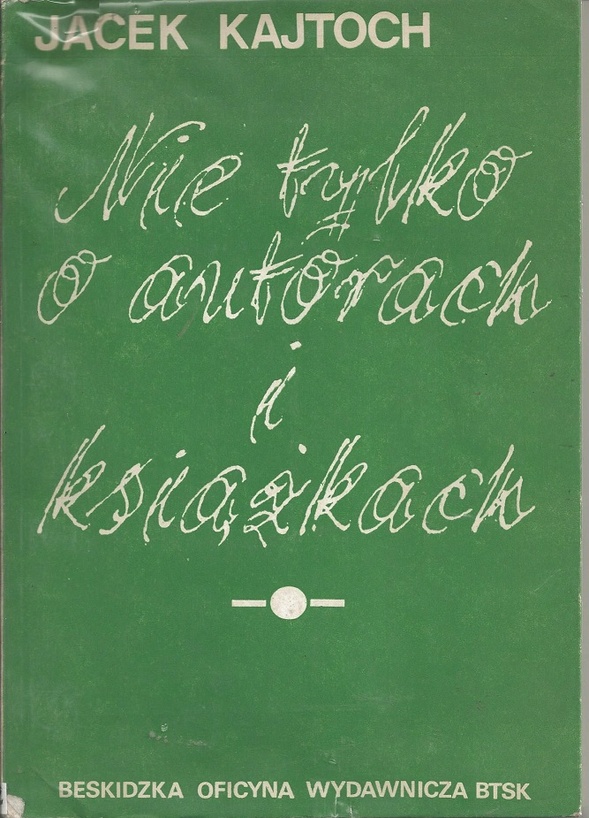 JACEK KAJTOCH
Nie tylko
o autorach
i
książkach
BESKIDZKA OFICYNA WYDAWNICZA BTSK